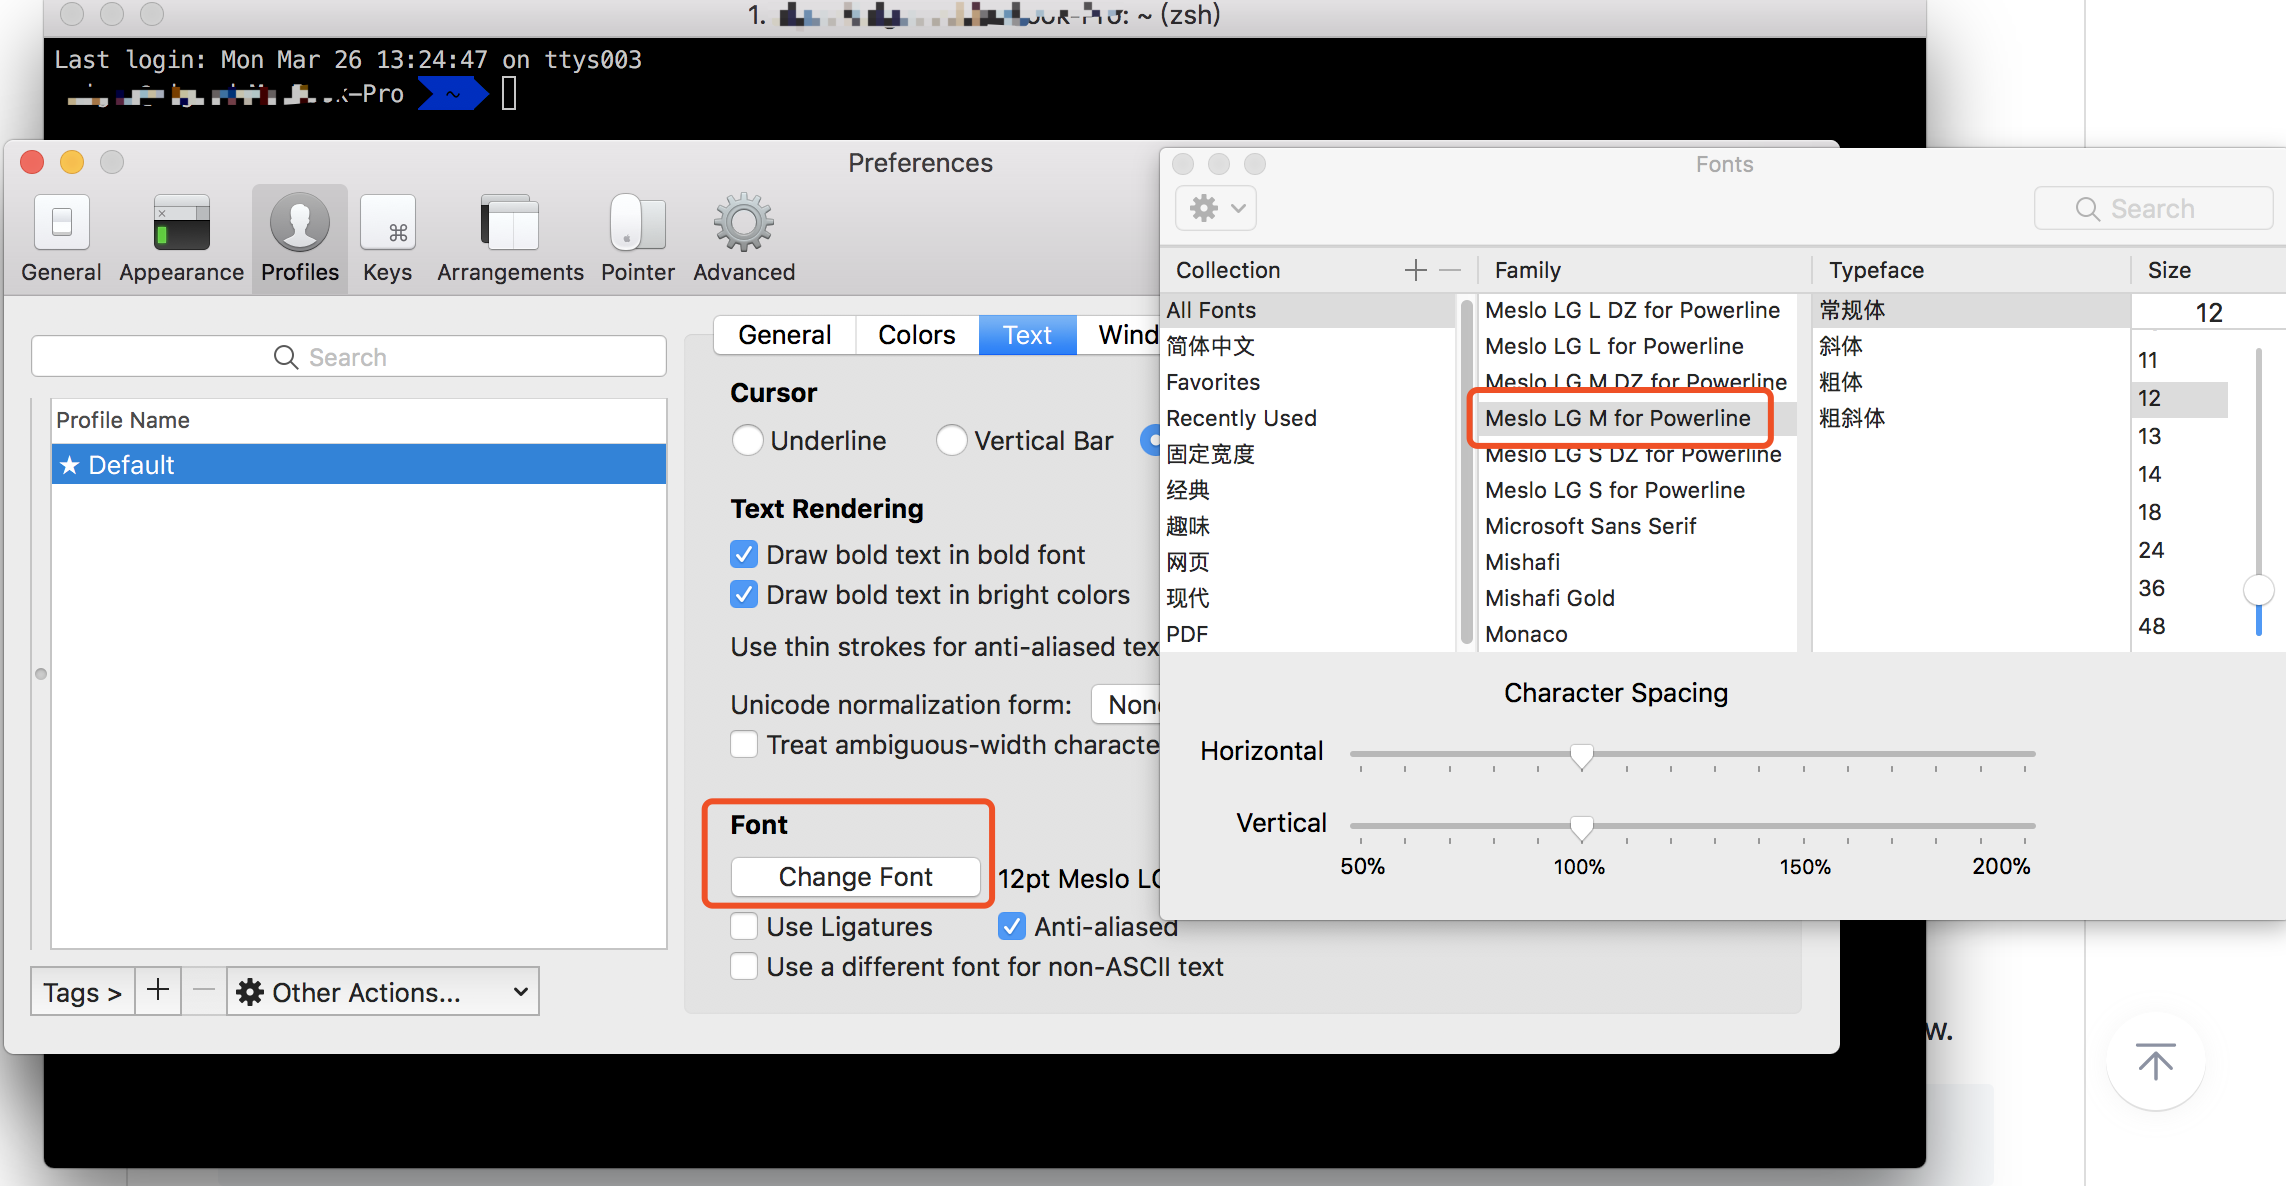 1. ook-Pro: ~ (zsh)
Last login: Mon Mar 26 13:24:47 on ttys003
k-Pro ~
Preferences
General
Appearance
Profiles
Keys
Arrangements
Pointer
Advanced
Search
Profile Name
★ Default
Tags >
+
−
Other Actions...
General
Colors
Text
Wind
Cursor
Underline
Vertical Bar
Text Rendering
Draw bold text in bold font
Draw bold text in bright colors
Use thin strokes for anti-aliased tex
Unicode normalization form:
None
Treat ambiguous-width characte
Font
Change Font
12pt Meslo LG
Use Ligatures
Anti-aliased
Use a different font for non-ASCII text
Fonts
Search
Collection
+
−
Family
Typeface
Size
All Fonts
简体中文
Favorites
Recently Used
固定宽度
经典
趣味
网页
现代
PDF
Meslo LG L DZ for Powerline
Meslo LG L for Powerline
Meslo LG M DZ for Powerline
Meslo LG M for Powerline
Meslo LG S DZ for Powerline
Meslo LG S for Powerline
Microsoft Sans Serif
Mishafi
Mishafi Gold
Monaco
常规体
斜体
粗体
粗斜体
12
11
12
13
14
18
24
36
48
Character Spacing
Horizontal
Vertical
50%
100%
150%
200%
w.